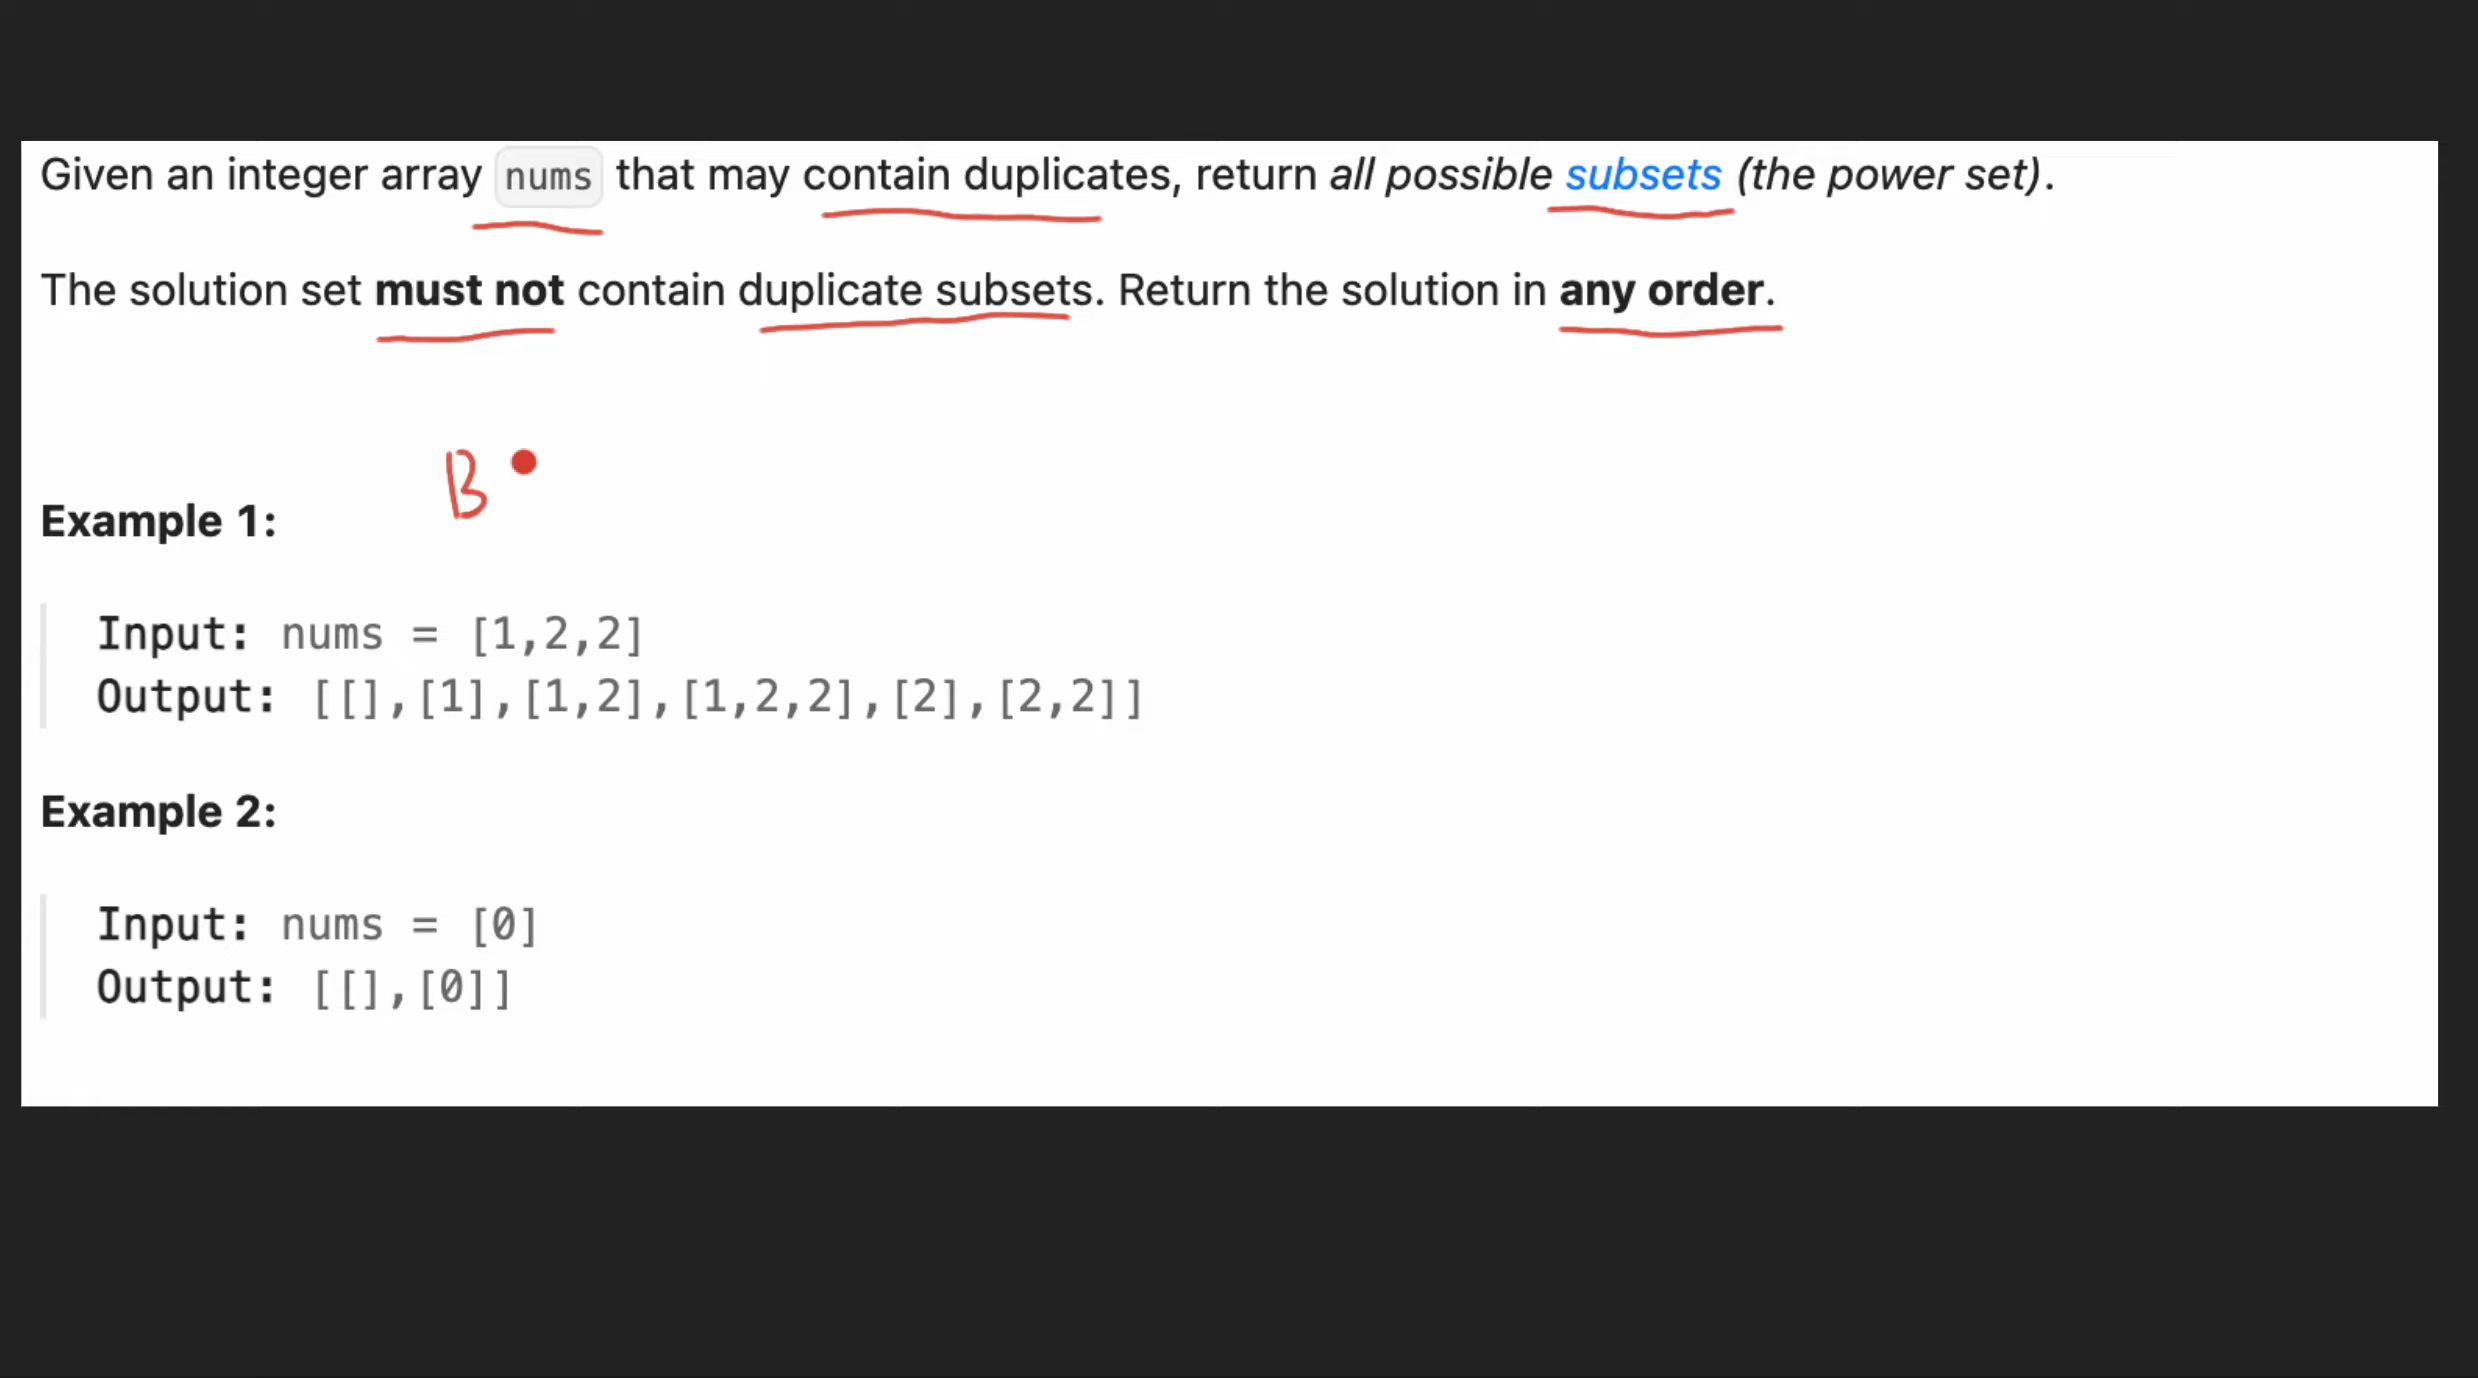 Given an integer array nums that may contain duplicates, return all possible subsets (the power set).
The solution set must not contain duplicate subsets. Return the solution in any order.
B
Example 1:
Input: nums = [1,2,2]
Output: [[],[1],[1,2],[1,2,2],[2],[2,2]]
Example 2:
Input: nums = [0]
Output: [[],[0]]